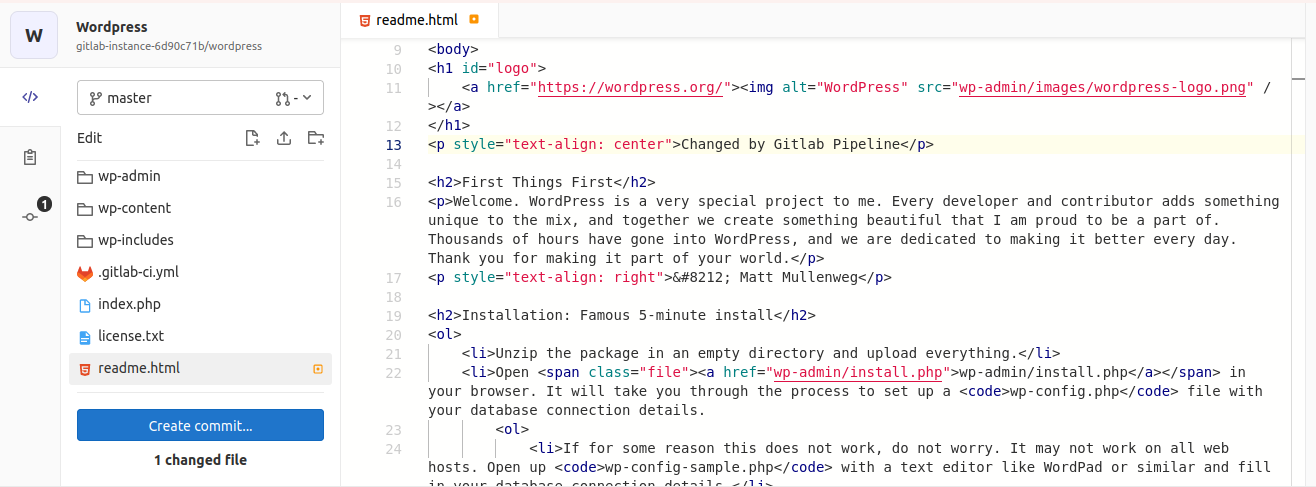 W
Wordpress
gitlab-instance-6d90c71b/wordpress
master
-
Edit
wp-admin
wp-content
wp-includes
.gitlab-ci.yml
index.php
license.txt
readme.html
Create commit...
1 changed file
1
readme.html
9 <body>
10 <h1 id="logo">
11 <a href="https://wordpress.org/"><img alt="WordPress" src="wp-admin/images/wordpress-logo.png" /
></a>
12 </h1>
13 <p style="text-align: center">Changed by Gitlab Pipeline</p>
14
15 <h2>First Things First</h2>
16 <p>Welcome. WordPress is a very special project to me. Every developer and contributor adds something
unique to the mix, and together we create something beautiful that I am proud to be a part of.
Thousands of hours have gone into WordPress, and we are dedicated to making it better every day.
Thank you for making it part of your world.</p>
17 <p style="text-align: right">&#8212; Matt Mullenweg</p>
18
19 <h2>Installation: Famous 5-minute install</h2>
20 <ol>
21 <li>Unzip the package in an empty directory and upload everything.</li>
22 <li>Open <span class="file"><a href="wp-admin/install.php">wp-admin/install.php</a></span> in
your browser. It will take you through the process to set up a <code>wp-config.php</code> file with
your database connection details.
23 <ol>
24 <li>If for some reason this does not work, do not worry. It may not work on all web
hosts. Open up <code>wp-config-sample.php</code> with a text editor like WordPad or similar and fill
in your database connection details.</li>